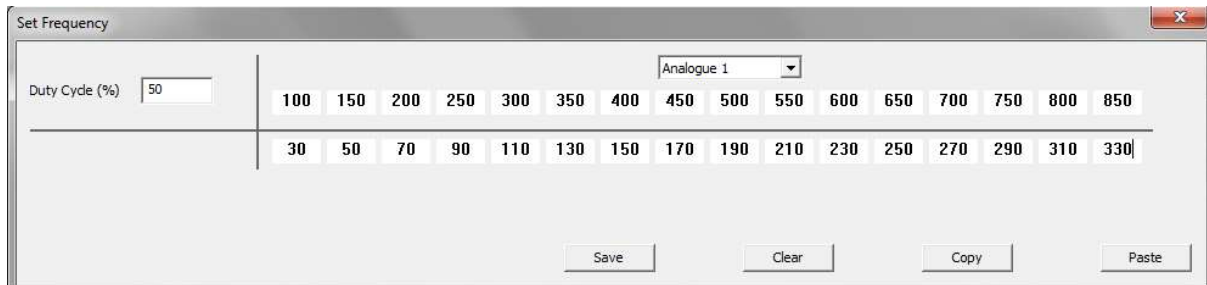 Set Frequency
Analogue 1
Duty Cycle (%) 50
100 150 200 250 300 350 400 450 500 550 600 650 700 750 800 850
30 50 70 90 110 130 150 170 190 210 230 250 270 290 310 330
Save Clear Copy Paste